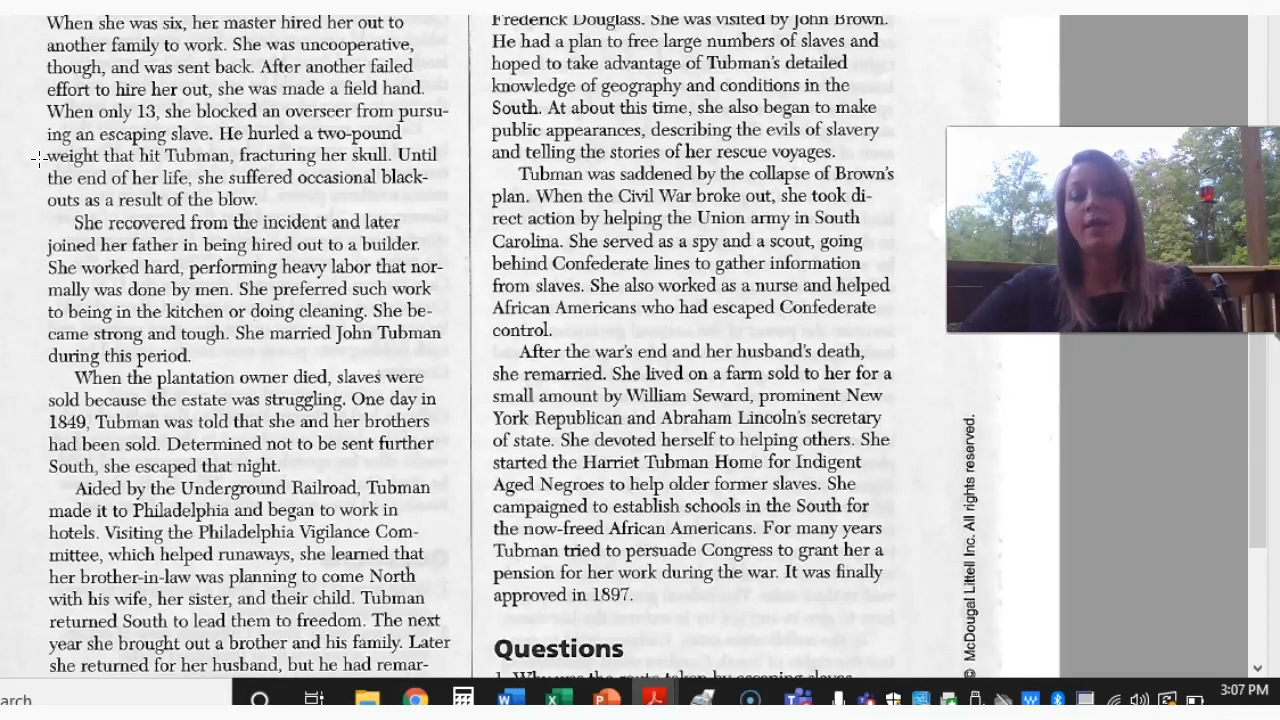 When she was six, her master hired her out to
another family to work. She was uncooperative,
though, and was sent back. After another failed
effort to hire her out, she was made a field hand.
When only 13, she blocked an overseer from pursu-
ing an escaping slave. He hurled a two-pound
weight that hit Tubman, fracturing her skull. Until
the end of her life, she suffered occasional black-
outs as a result of the blow.
She recovered from the incident and later
joined her father in being hired out to a builder.
She worked hard, performing heavy labor that nor-
mally was done by men. She preferred such work
to being in the kitchen or doing cleaning. She be-
came strong and tough. She married John Tubman
during this period.
When the plantation owner died, slaves were
sold because the estate was struggling. One day in
1849, Tubman was told that she and her brothers
had been sold. Determined not to be sent further
South, she escaped that night.
Aided by the Underground Railroad, Tubman
made it to Philadelphia and began to work in
hotels. Visiting the Philadelphia Vigilance Com-
mittee, which helped runaways, she learned that
her brother-in-law was planning to come North
with his wife, her sister, and their child. Tubman
returned South to lead them to freedom. The next
year she brought out a brother and his family. Later
she returned for her husband, but he had remar-
Frederick Douglass. She was visited by John Brown.
He had a plan to free large numbers of slaves and
hoped to take advantage of Tubman's detailed
knowledge of geography and conditions in the
South. At about this time, she also began to make
public appearances, describing the evils of slavery
and telling the stories of her rescue voyages.
Tubman was saddened by the collapse of Brown's
plan. When the Civil War broke out, she took di-
rect action by helping the Union army in South
Carolina. She served as a spy and a scout, going
behind Confederate lines to gather information
from slaves. She also worked as a nurse and helped
African Americans who had escaped Confederate
control.
After the war's end and her husband's death,
she remarried. She lived on a farm sold to her for a
small amount by William Seward, prominent New
York Republican and Abraham Lincoln's secretary
of state. She devoted herself to helping others. She
started the Harriet Tubman Home for Indigent
Aged Negroes to help older former slaves. She
campaigned to establish schools in the South for
the now-freed African Americans. For many years
Tubman tried to persuade Congress to grant her a
pension for her work during the war. It was finally
approved in 1897.
Questions
1. Why was the route taken by escaping slaves
© McDougal Littell Inc. All rights reserved.
arch
3:07 PM